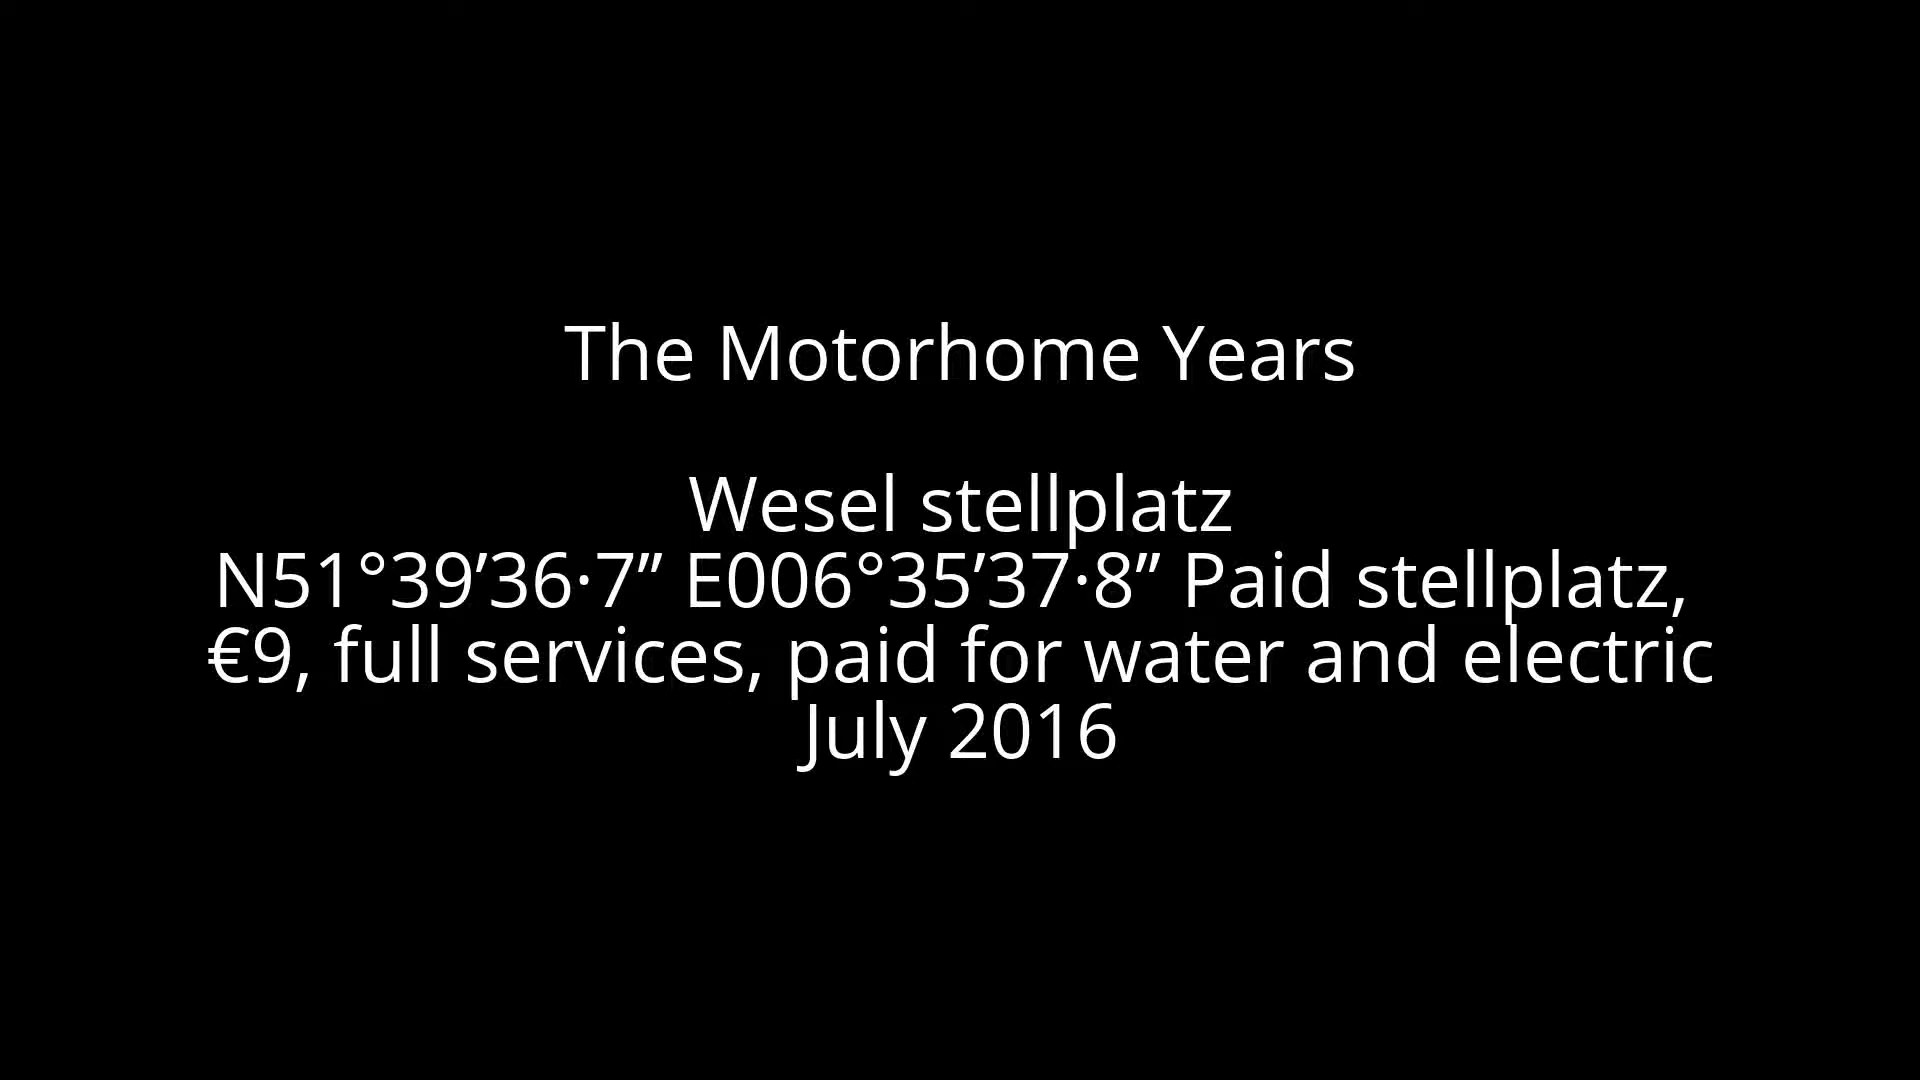 The Motorhome Years
Wesel stellplatz
N51°39’36·7” E006°35’37·8” Paid stellplatz,
€9, full services, paid for water and electric
July 2016